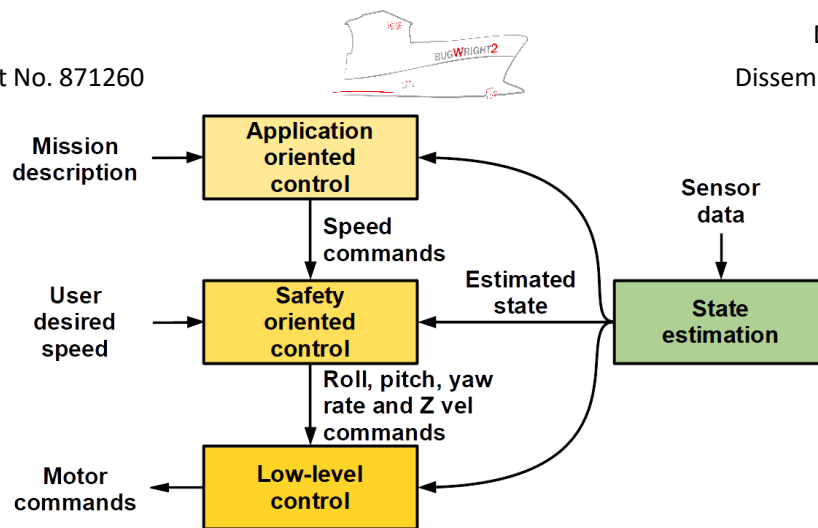 BUGWRIGHT2
D
t No. 871260
Dissem
Mission
description
Application
oriented
control
Sensor
data
Speed
commands
User
desired
speed
Safety
oriented
control
Estimated
state
State
estimation
Roll, pitch, yaw
rate and Z vel
commands
Motor
commands
Low-level
control